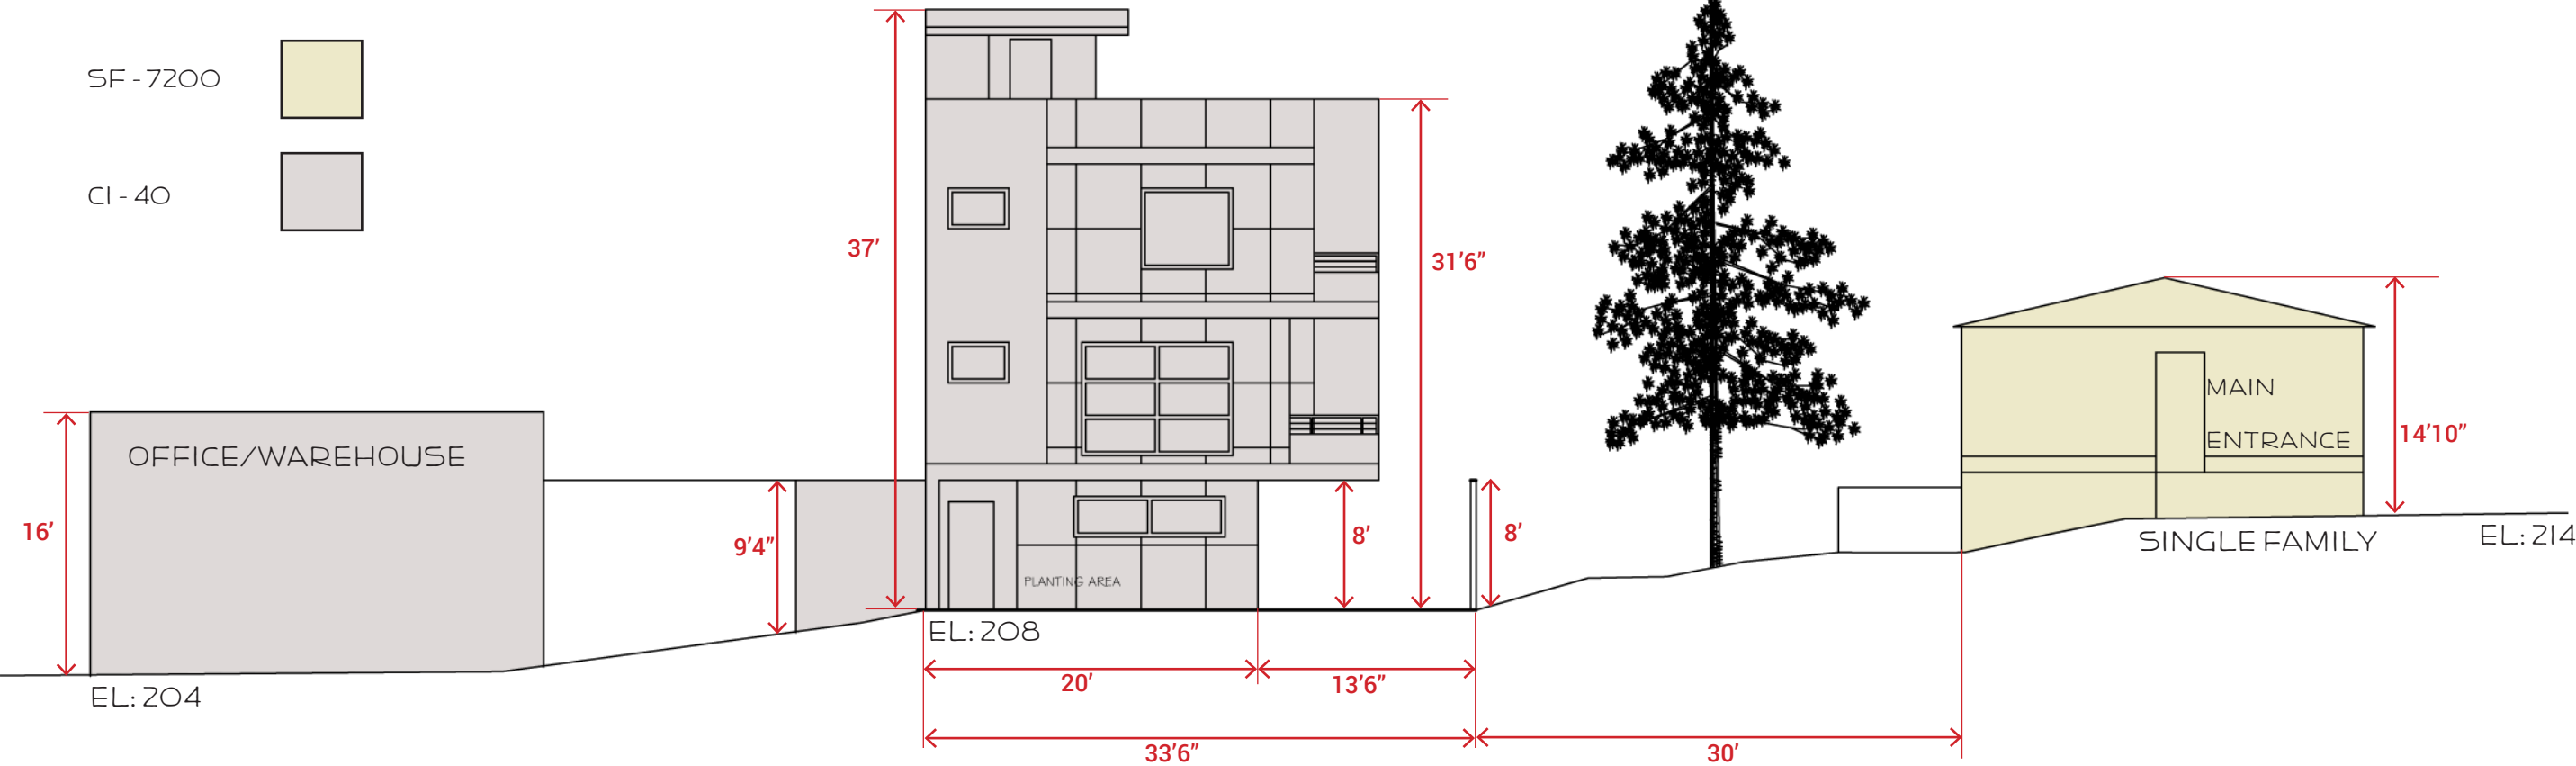 SF - 7200
CI - 40
37'
31'6"
MAIN
ENTRANCE
14'10"
OFFICE/WAREHOUSE
16'
9'4"
8'
8'
PLANTING AREA
SINGLE FAMILY
EL: 214
EL: 208
EL: 204
20'
13'6"
33'6"
30'